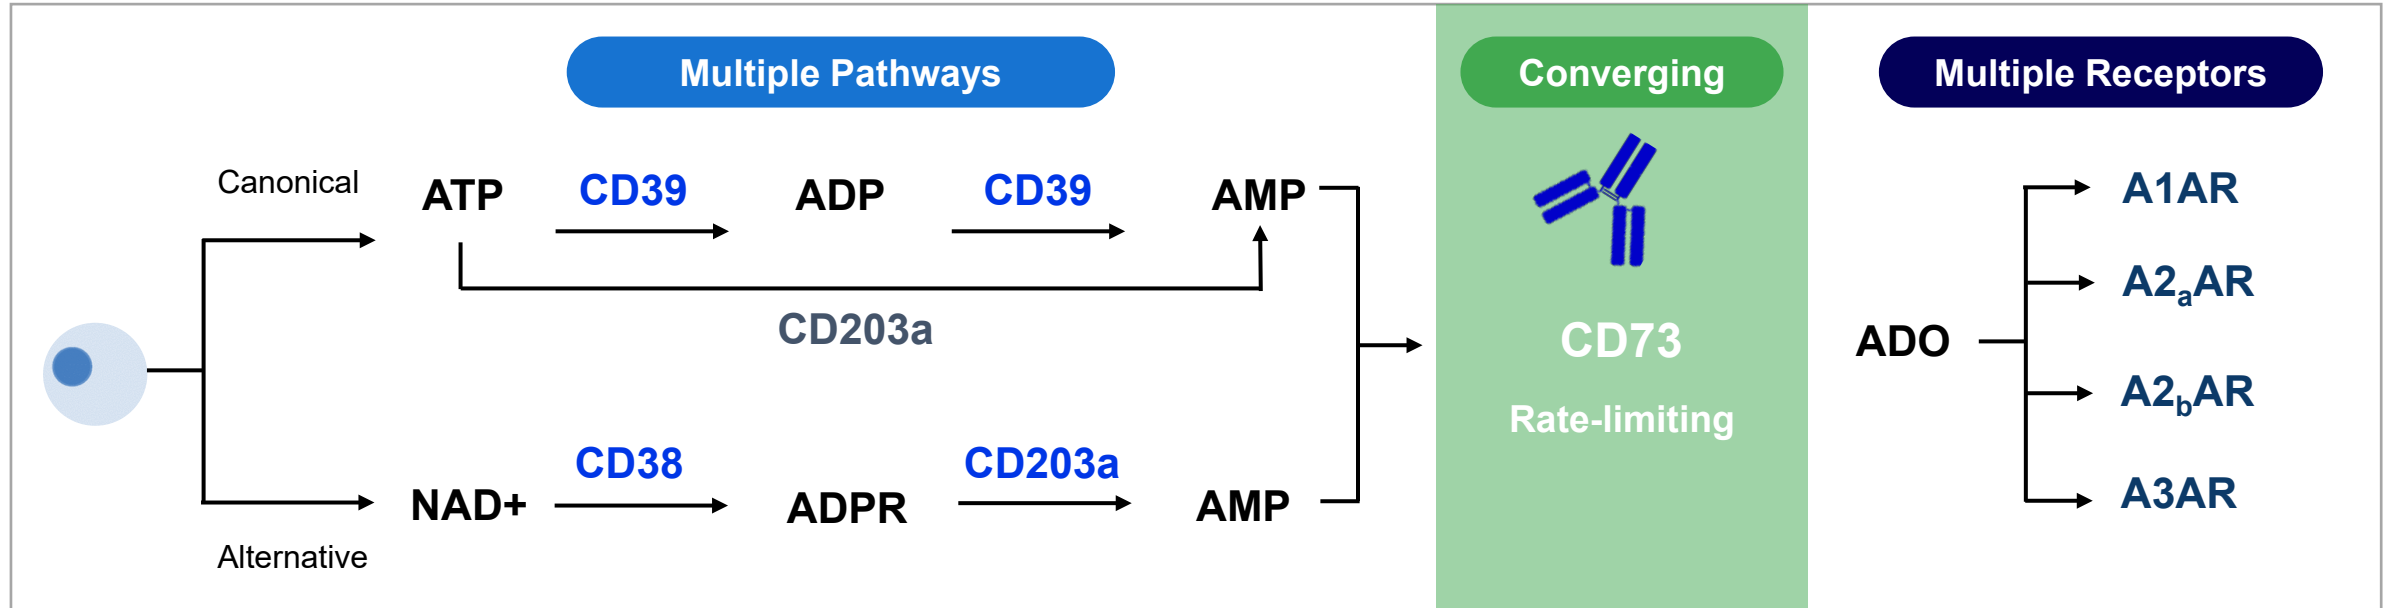 Multiple Pathways
Converging
Multiple Receptors
Canonical
ATP
CD39
ADP
CD39
AMP
CD203a
Alternative
NAD+
CD38
ADPR
CD203a
AMP
CD73
Rate-limiting
ADO
A1AR
A2aAR
A2bAR
A3AR